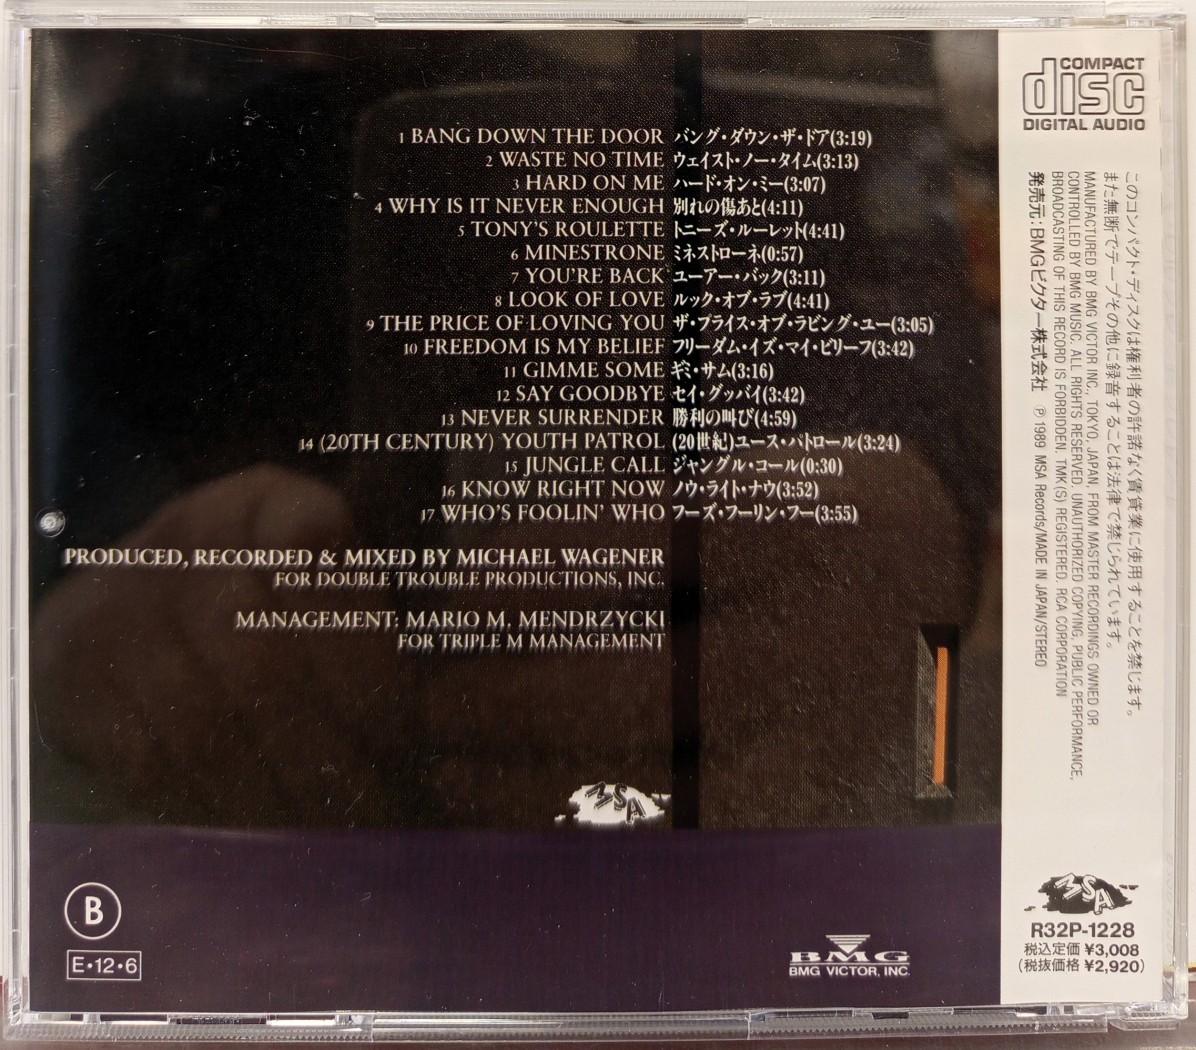 1 BANG DOWN THE DOOR バング・ダウン・ザ・ドア(3:19)
2 WASTE NO TIME ウェイスト・ノー・タイム(3:13)
3 HARD ON ME ハード・オン・ミー(3:07)
4 WHY IS IT NEVER ENOUGH 別れの傷あと(4:11)
5 TONY'S ROULETTE トニーズ・ルーレット(4:41)
6 MINESTRONE ミネストローネ(0:57)
7 YOU'RE BACK ユーアー・バック(3:11)
8 LOOK OF LOVE ルック・オブ・ラブ(4:41)
9 THE PRICE OF LOVING YOU ザ・プライス・オブ・ラビング・ユー(3:05)
10 FREEDOM IS MY BELIEF フリーダム・イズ・マイ・ビリーフ(3:42)
11 GIMME SOME ギミ・サム(3:16)
12 SAY GOODBYE セイ・グッバイ(3:42)
13 NEVER SURRENDER 勝利の叫び(4:59)
14 (20TH CENTURY) YOUTH PATROL (20世紀)ユース・パトロール(3:24)
15 JUNGLE CALL ジャングル・コール(0:30)
16 KNOW RIGHT NOW ノウ・ライト・ナウ(3:52)
17 WHO'S FOOLIN' WHO フーズ・フーリン・フー(3:55)
PRODUCED, RECORDED & MIXED BY MICHAEL WAGENER
FOR DOUBLE TROUBLE PRODUCTIONS, INC.
MANAGEMENT: MARIO M. MENDRZYCKI
FOR TRIPLE M MANAGEMENT
MSA
B
E・12・6
BMG
BMG VICTOR, INC.
COMPACT
disc
DIGITAL AUDIO
このコンパクト・ディスクは権利者の許諾なく賃貸業に使用することを禁じます。
また無断でテープその他に録音することは法律で禁じられています。
MANUFACTURED BY BMG VICTOR INC., TOKYO, JAPAN. FROM MASTER RECORDINGS OWNED OR
CONTROLLED BY BMG MUSIC. ALL RIGHTS RESERVED. UNAUTHORIZED COPYING, PUBLIC PERFORMANCE,
BROADCASTING OF THIS RECORD IS FORBIDDEN. TMK(S) REGISTERED. RCA CORPORATION
発売元:BMGビクター株式会社 ℗ 1989 MSA Records/MADE IN JAPAN/STEREO
MSA
R32P-1228
税込定価 ¥3,008
(税抜価格 ¥2,920)